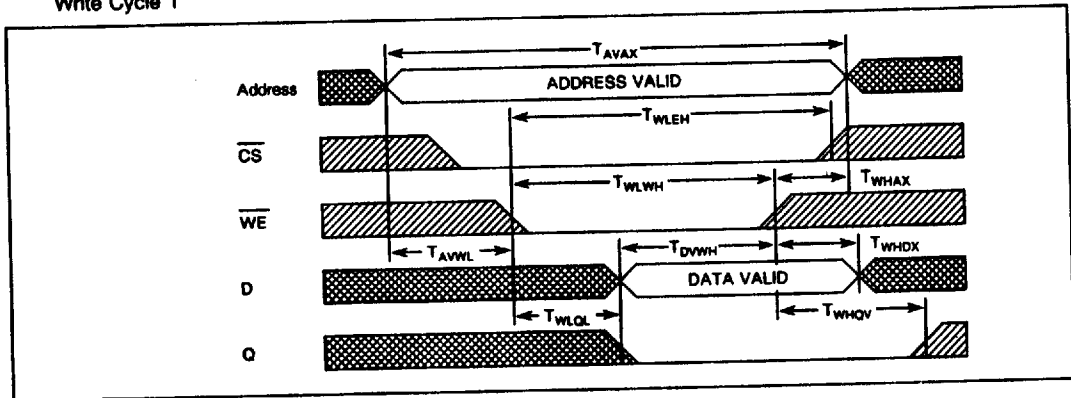 Write Cycle 1
TAVAX
Address
ADDRESS VALID
TWLEH
CS
TWLWH
TWHAX
WE
TAVWL
TDVWH
TWHDX
D
DATA VALID
TWLQL
TWHQV
Q